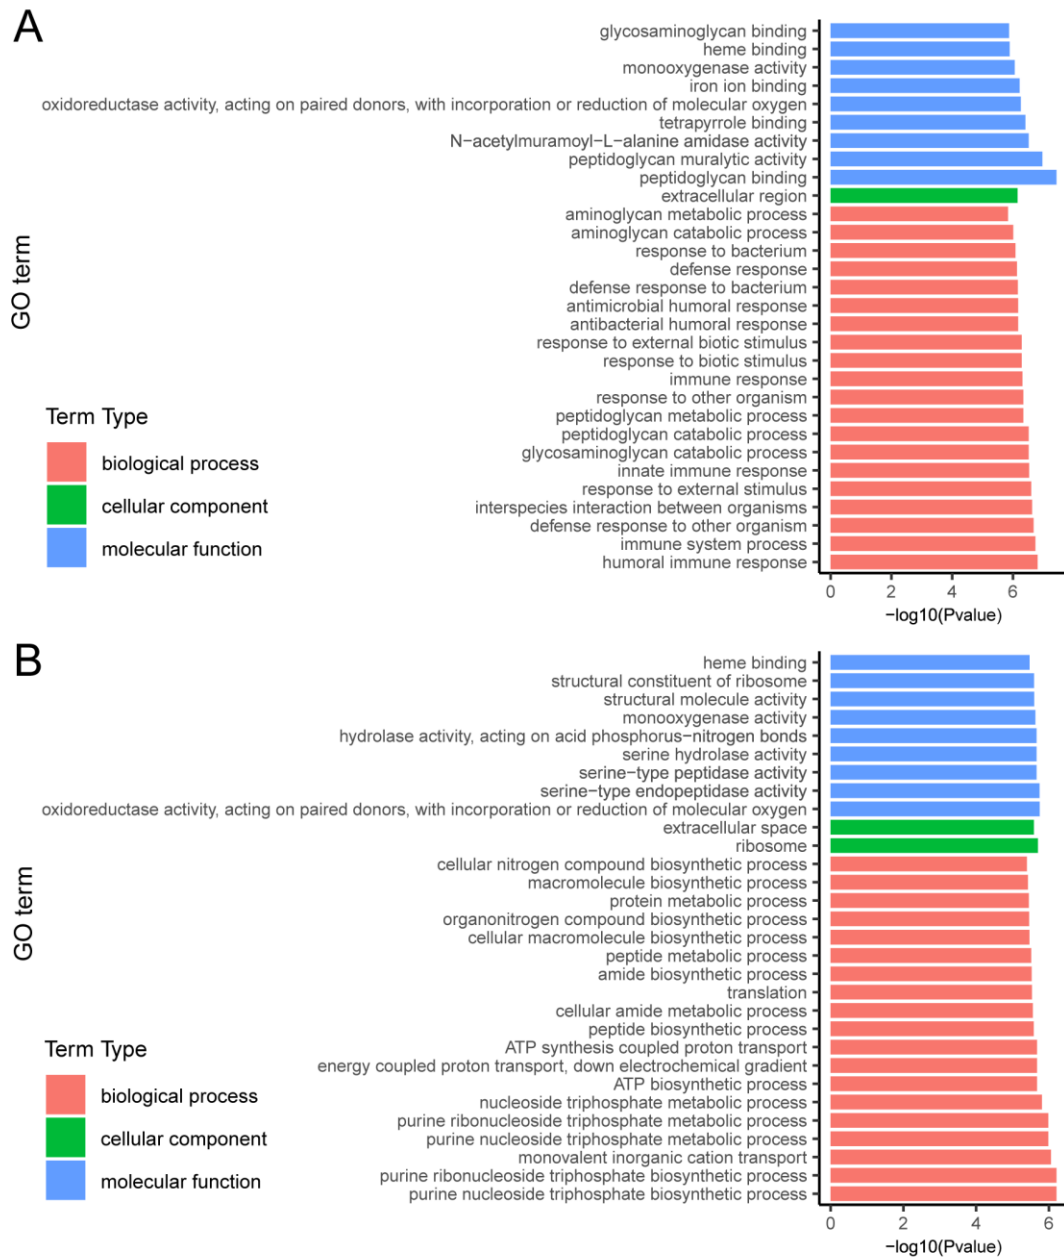 A
glycosaminoglycan binding
heme binding
monooxygenase activity
iron ion binding
oxidoreductase activity, acting on paired donors, with incorporation or reduction of molecular oxygen
tetrapyrrole binding
N−acetylmuramoyl−L−alanine amidase activity
peptidoglycan muralytic activity
peptidoglycan binding
extracellular region
aminoglycan metabolic process
aminoglycan catabolic process
response to bacterium
defense response
defense response to bacterium
antimicrobial humoral response
antibacterial humoral response
response to external biotic stimulus
response to biotic stimulus
immune response
response to other organism
peptidoglycan metabolic process
peptidoglycan catabolic process
glycosaminoglycan catabolic process
innate immune response
response to external stimulus
interspecies interaction between organisms
defense response to other organism
immune system process
humoral immune response
GO term
Term Type
biological process
cellular component
molecular function
0 2 4 6
−log10(Pvalue)
B
heme binding
structural constituent of ribosome
structural molecule activity
monooxygenase activity
hydrolase activity, acting on acid phosphorus−nitrogen bonds
serine hydrolase activity
serine−type peptidase activity
serine−type endopeptidase activity
oxidoreductase activity, acting on paired donors, with incorporation or reduction of molecular oxygen
extracellular space
ribosome
cellular nitrogen compound biosynthetic process
macromolecule biosynthetic process
protein metabolic process
organonitrogen compound biosynthetic process
cellular macromolecule biosynthetic process
peptide metabolic process
amide biosynthetic process
translation
cellular amide metabolic process
peptide biosynthetic process
ATP synthesis coupled proton transport
energy coupled proton transport, down electrochemical gradient
ATP biosynthetic process
nucleoside triphosphate metabolic process
purine ribonucleoside triphosphate metabolic process
purine nucleoside triphosphate metabolic process
monovalent inorganic cation transport
purine ribonucleoside triphosphate biosynthetic process
purine nucleoside triphosphate biosynthetic process
GO term
Term Type
biological process
cellular component
molecular function
0 2 4 6
−log10(Pvalue)